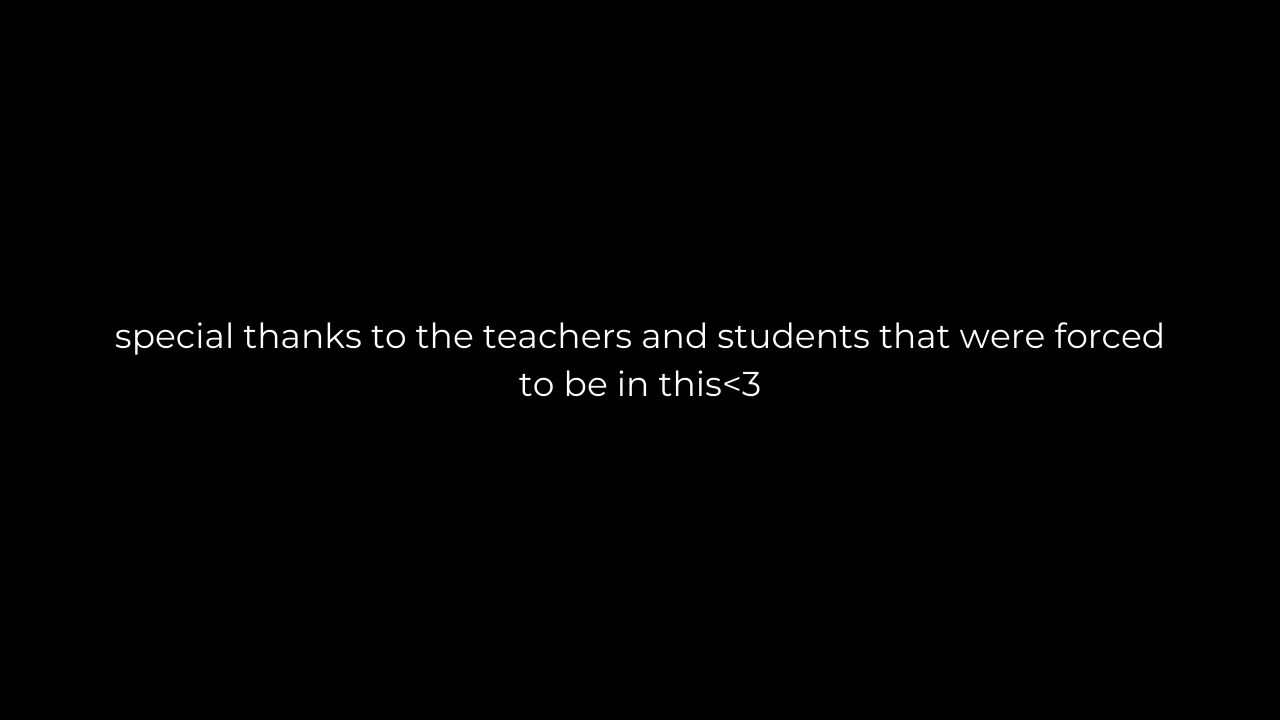 special thanks to the teachers and students that were forced
to be in this<3